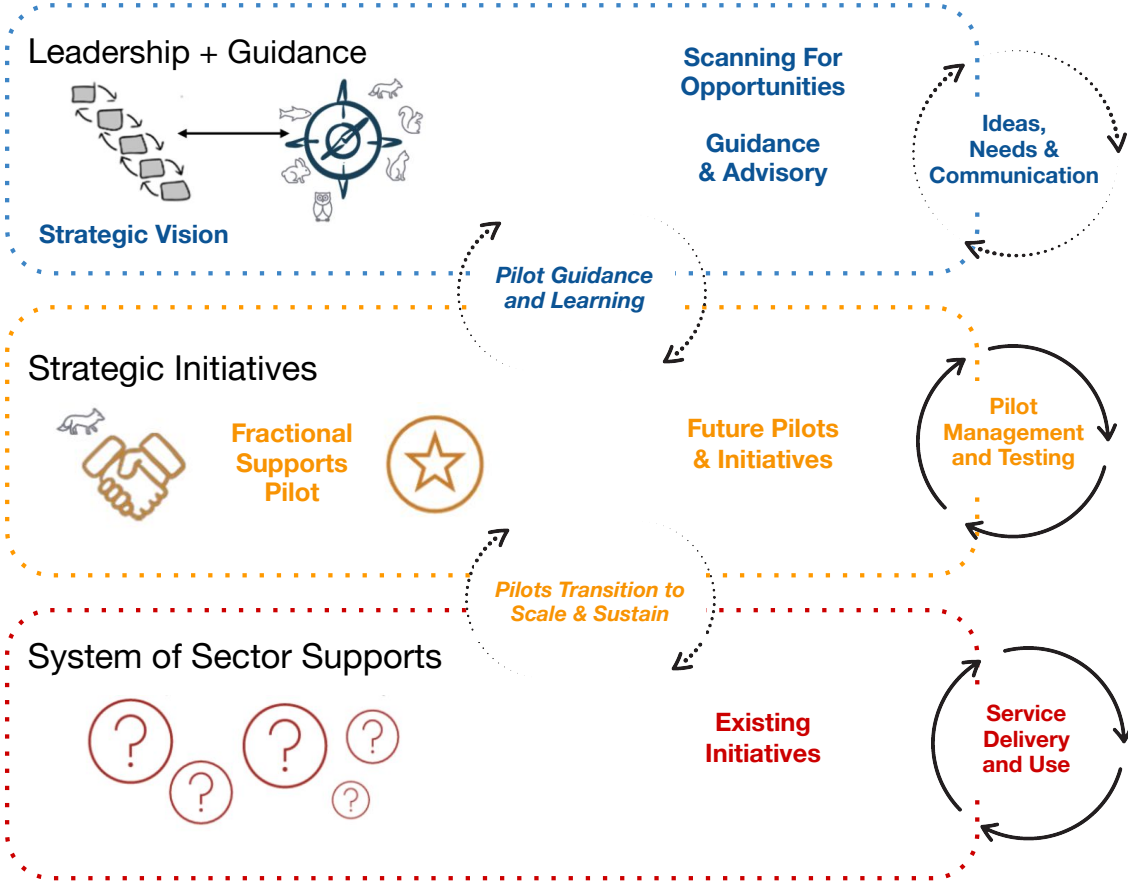 Leadership + Guidance
Scanning For
Opportunities
Guidance
& Advisory
Ideas,
Needs &
Communication
Strategic Vision
Pilot Guidance
and Learning
Strategic Initiatives
Fractional
Supports
Pilot
Future Pilots
& Initiatives
Pilot
Management
and Testing
Pilots Transition to
Scale & Sustain
System of Sector Supports
? ? ? ? ?
Existing
Initiatives
Service
Delivery
and Use